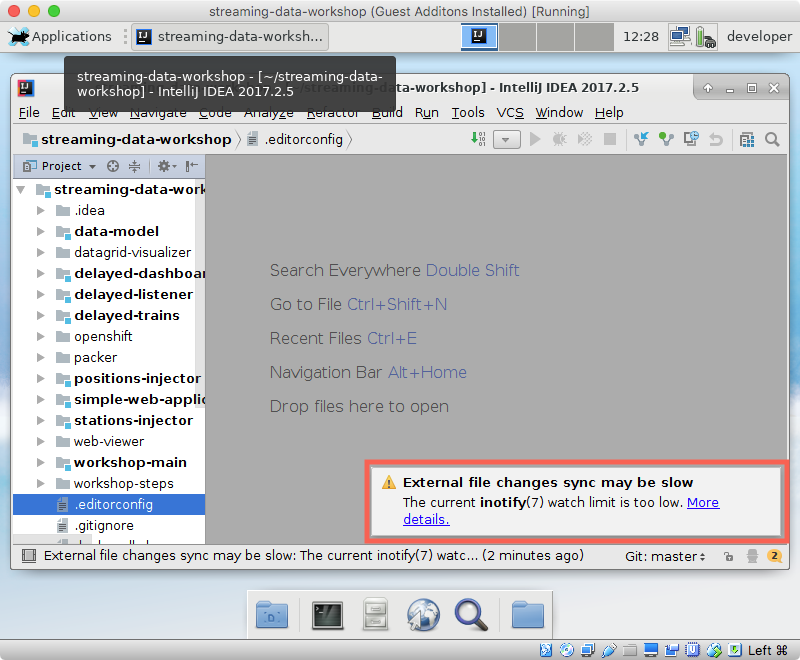 streaming-data-workshop (Guest Additons Installed) [Running]
Applications
streaming-data-worksh...
12:28
developer
streaming-data-workshop - [~/streaming-data-
workshop] - IntelliJ IDEA 2017.2.5
workshop] - IntelliJ IDEA 2017.2.5
File Edit View Navigate Code Analyze Refactor Build Run Tools VCS Window Help
streaming-data-workshop
.editorconfig
Project
streaming-data-work
.idea
data-model
datagrid-visualizer
delayed-dashboar
delayed-listener
delayed-trains
openshift
packer
positions-injector
simple-web-applic
stations-injector
web-viewer
workshop-main
workshop-steps
.editorconfig
.gitignore
Search Everywhere Double Shift
Go to File Ctrl+Shift+N
Recent Files Ctrl+E
Navigation Bar Alt+Home
Drop files here to open
External file changes sync may be slow
The current inotify(7) watch limit is too low. More
details.
External file changes sync may be slow: The current inotify(7) watc... (2 minutes ago)
Git: master
2
Left ⌘